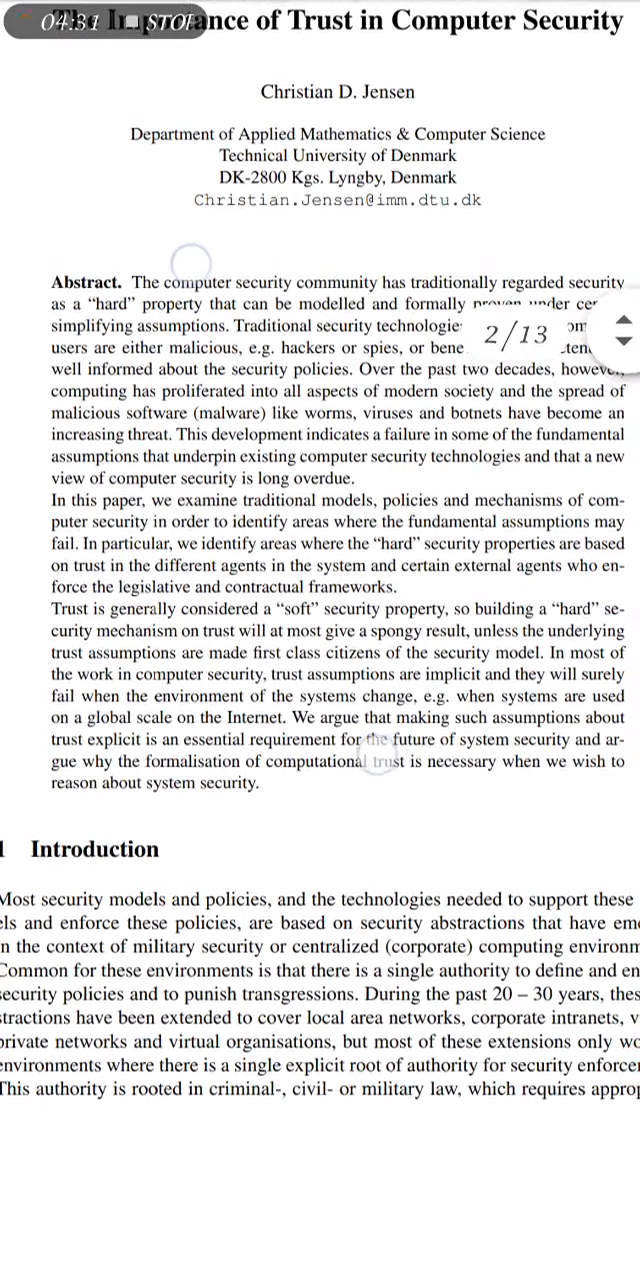 04:31 STOP
The Importance of Trust in Computer Security
Christian D. Jensen
Department of Applied Mathematics & Computer Science
Technical University of Denmark
DK-2800 Kgs. Lyngby, Denmark
Christian.Jensen@imm.dtu.dk
Abstract. The computer security community has traditionally regarded security
as a “hard” property that can be modelled and formally proven under cer
simplifying assumptions. Traditional security technologie om
users are either malicious, e.g. hackers or spies, or bene ten
2/13
well informed about the security policies. Over the past two decades, however,
computing has proliferated into all aspects of modern society and the spread of
malicious software (malware) like worms, viruses and botnets have become an
increasing threat. This development indicates a failure in some of the fundamental
assumptions that underpin existing computer security technologies and that a new
view of computer security is long overdue.
In this paper, we examine traditional models, policies and mechanisms of com-
puter security in order to identify areas where the fundamental assumptions may
fail. In particular, we identify areas where the “hard” security properties are based
on trust in the different agents in the system and certain external agents who en-
force the legislative and contractual frameworks.
Trust is generally considered a “soft” security property, so building a “hard” se-
curity mechanism on trust will at most give a spongy result, unless the underlying
trust assumptions are made first class citizens of the security model. In most of
the work in computer security, trust assumptions are implicit and they will surely
fail when the environment of the systems change, e.g. when systems are used
on a global scale on the Internet. We argue that making such assumptions about
trust explicit is an essential requirement for the future of system security and ar-
gue why the formalisation of computational trust is necessary when we wish to
reason about system security.
1 Introduction
Most security models and policies, and the technologies needed to support these
els and enforce these policies, are based on security abstractions that have eme
n the context of military security or centralized (corporate) computing environm
Common for these environments is that there is a single authority to define and en
security policies and to punish transgressions. During the past 20 – 30 years, thes
stractions have been extended to cover local area networks, corporate intranets, v
private networks and virtual organisations, but most of these extensions only wo
environments where there is a single explicit root of authority for security enforce
This authority is rooted in criminal-, civil- or military law, which requires approp